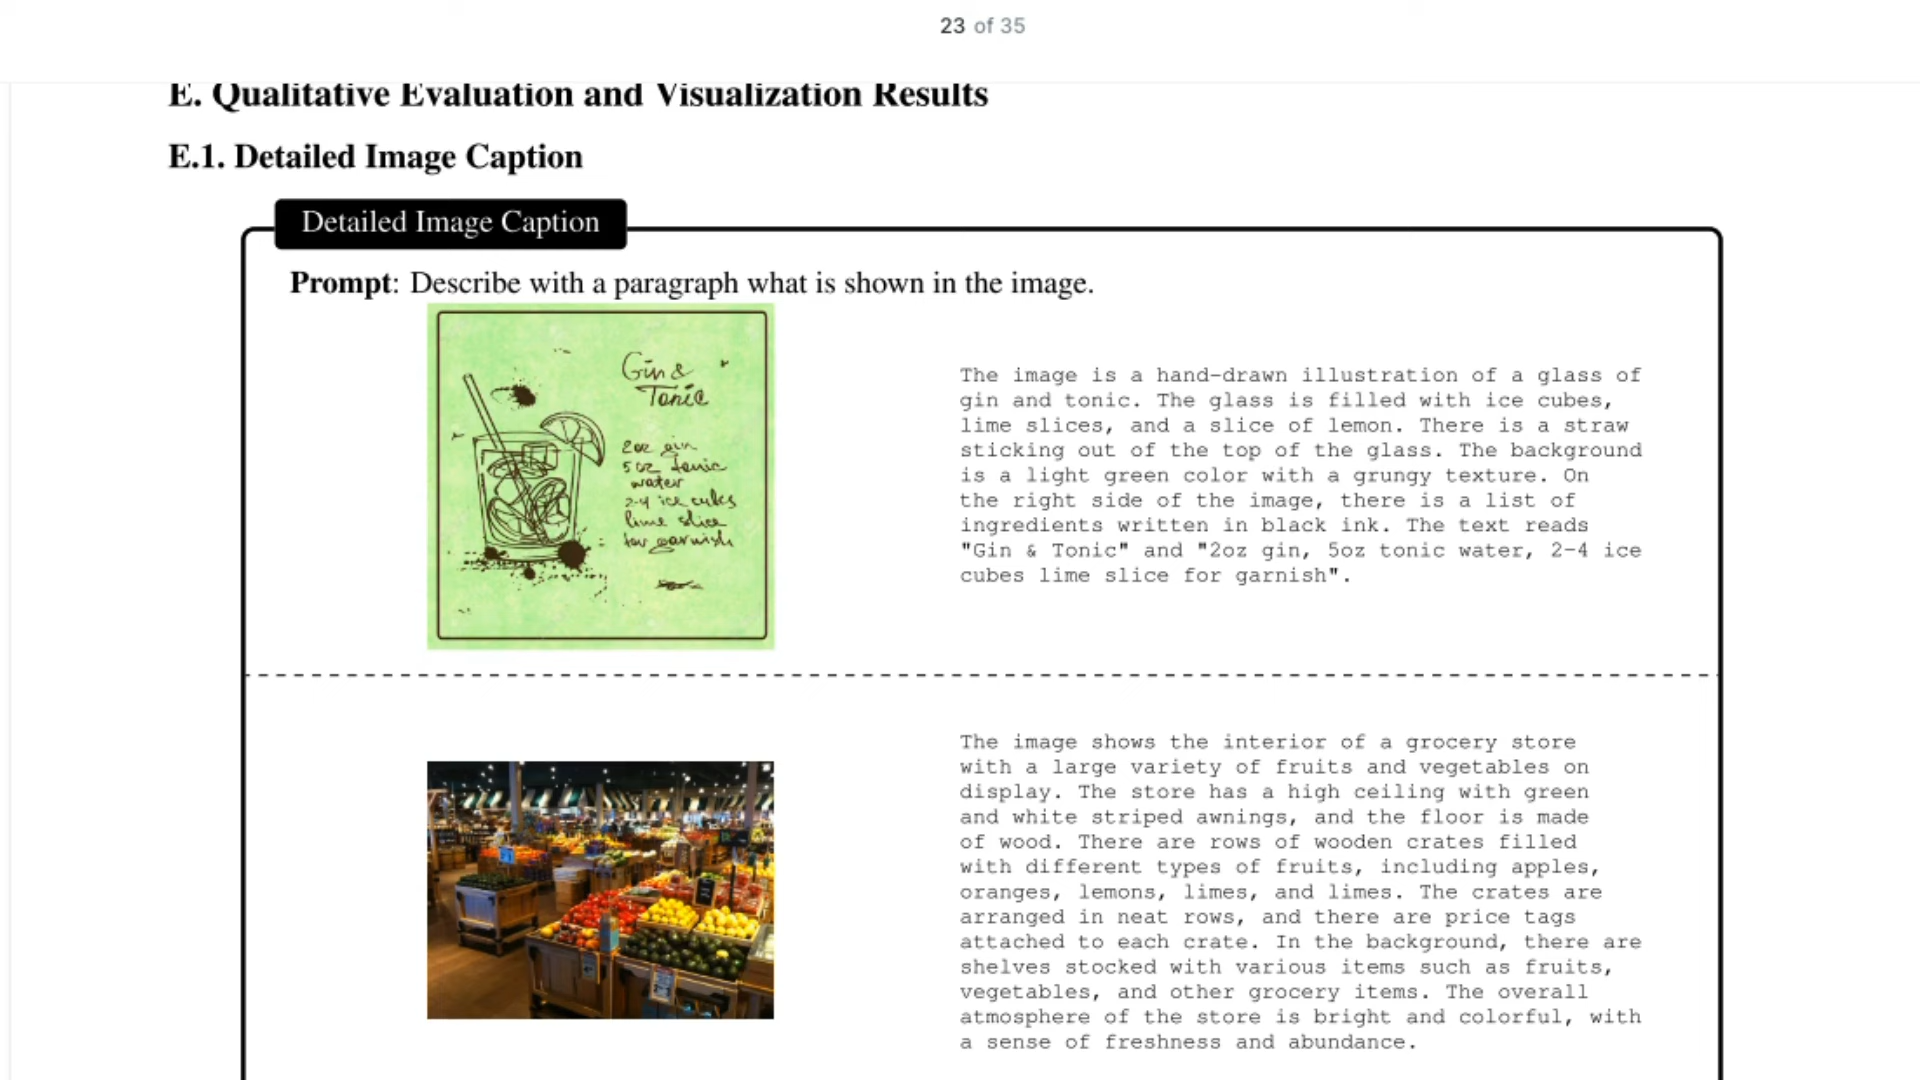 23 of 35
E. Qualitative Evaluation and Visualization Results
E.1. Detailed Image Caption
Detailed Image Caption
Prompt: Describe with a paragraph what is shown in the image.
Gin &
Tonic
2oz gin
5oz tonic
water
2-4 ice cubes
lime slice
for garnish
The image is a hand-drawn illustration of a glass of
gin and tonic. The glass is filled with ice cubes,
lime slices, and a slice of lemon. There is a straw
sticking out of the top of the glass. The background
is a light green color with a grungy texture. On
the right side of the image, there is a list of
ingredients written in black ink. The text reads
"Gin & Tonic" and "2oz gin, 5oz tonic water, 2-4 ice
cubes lime slice for garnish".
The image shows the interior of a grocery store
with a large variety of fruits and vegetables on
display. The store has a high ceiling with green
and white striped awnings, and the floor is made
of wood. There are rows of wooden crates filled
with different types of fruits, including apples,
oranges, lemons, limes, and limes. The crates are
arranged in neat rows, and there are price tags
attached to each crate. In the background, there are
shelves stocked with various items such as fruits,
vegetables, and other grocery items. The overall
atmosphere of the store is bright and colorful, with
a sense of freshness and abundance.